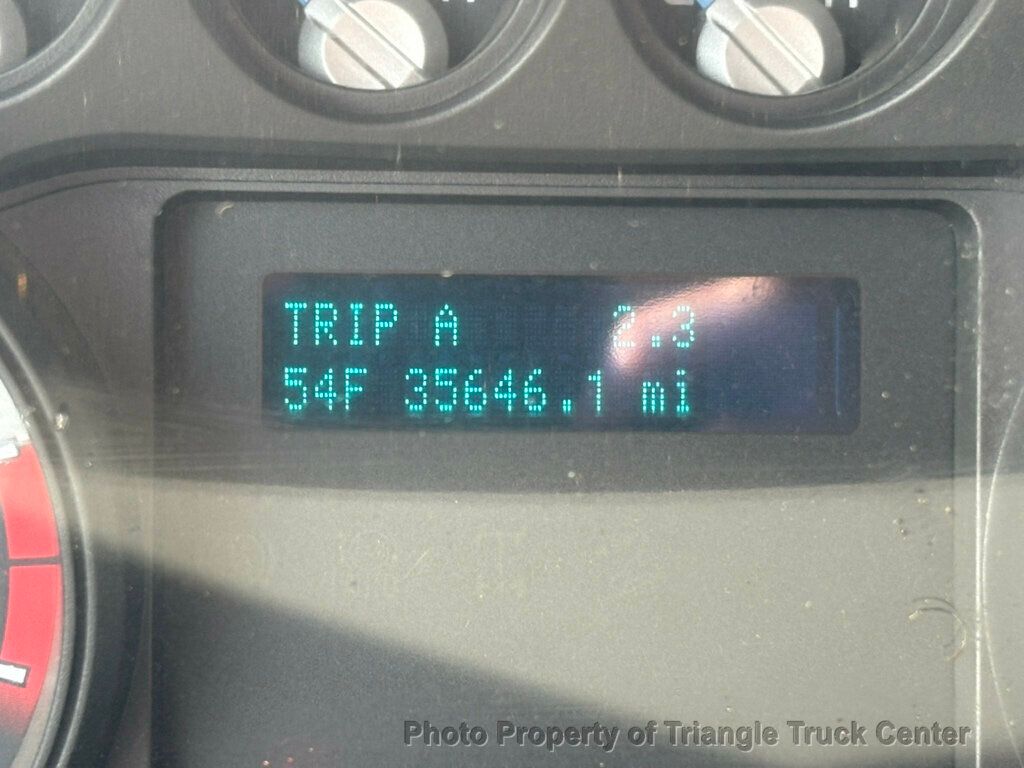 TRIP A 2.3
54F 35646.1 mi
Photo Property of Triangle Truck Center